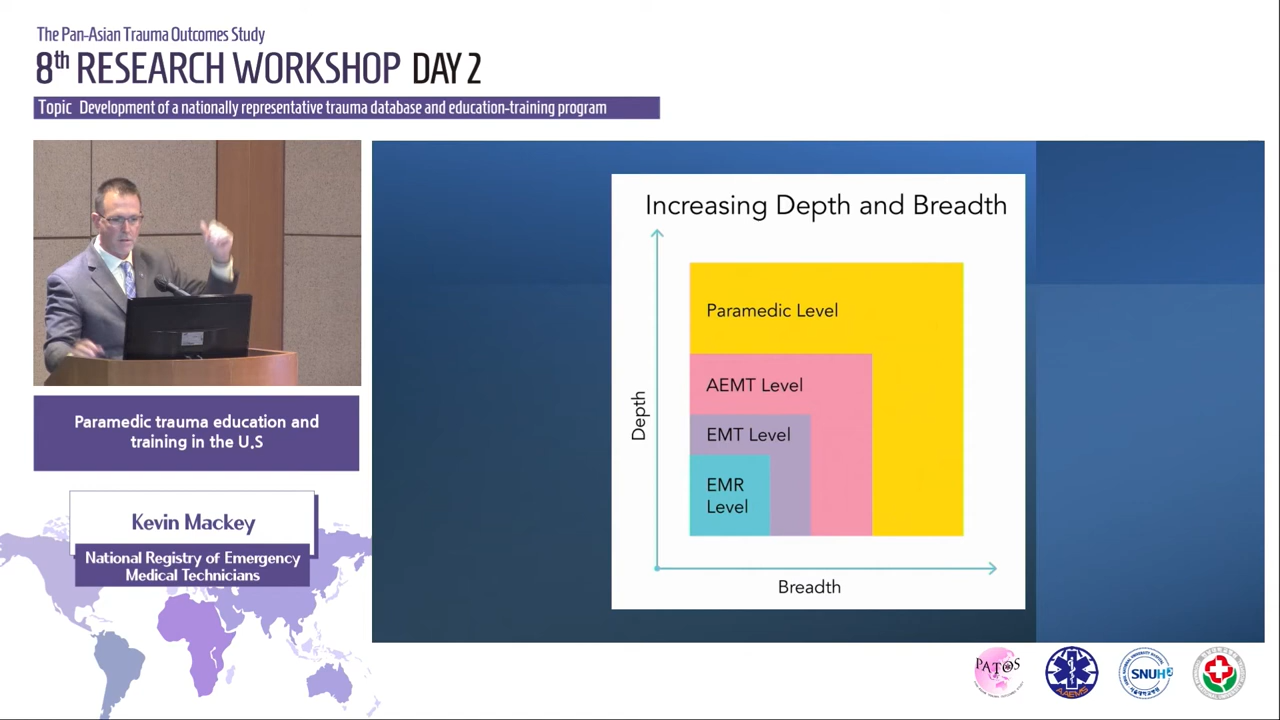 The Pan-Asian Trauma Outcomes Study
8th RESEARCH WORKSHOP DAY 2
Topic Development of a nationally representative trauma database and education-training program
Increasing Depth and Breadth
Paramedic Level
AEMT Level
EMT Level
EMR
Level
Depth
Breadth
Paramedic trauma education and
training in the U.S
Kevin Mackey
National Registry of Emergency
Medical Technicians
PATOS
AAEMS
SNUH